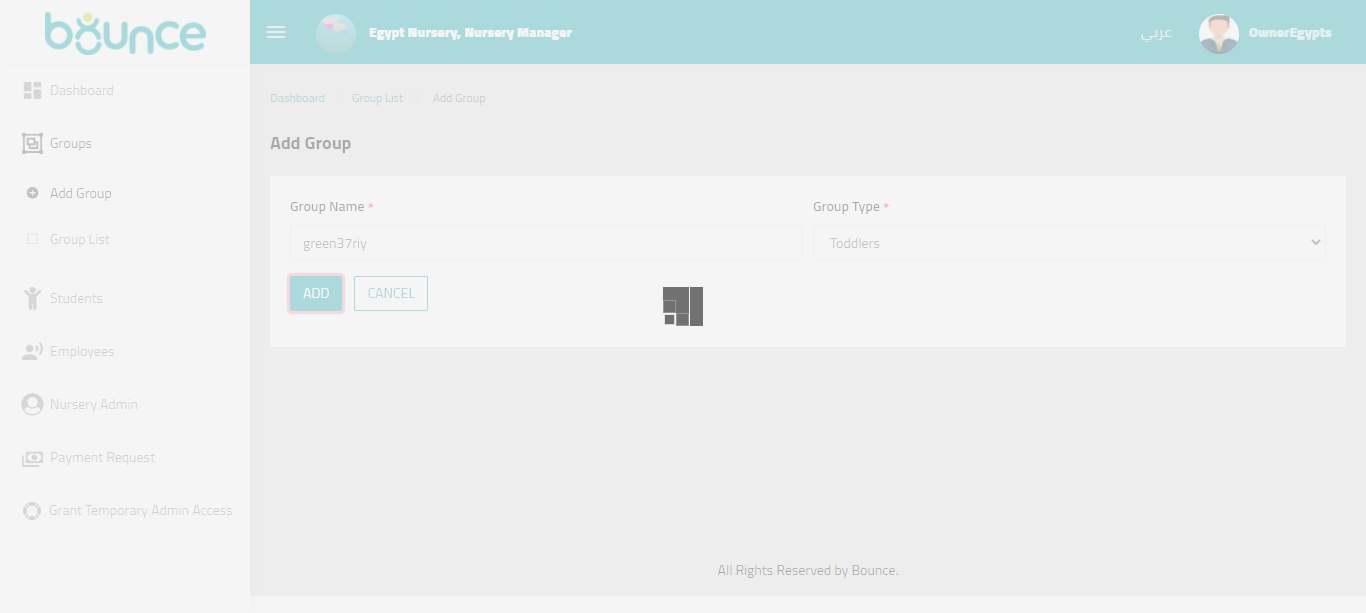 bounce
Egypt Nursery, Nursery Manager
عربي
OwnerEgypts
Dashboard
Groups
Add Group
Group List
Students
Employees
Nursery Admin
Payment Request
Grant Temporary Admin Access
Dashboard > Group List > Add Group
Add Group
Group Name *
green37riy
Group Type *
Toddlers
ADD
CANCEL
All Rights Reserved by Bounce.